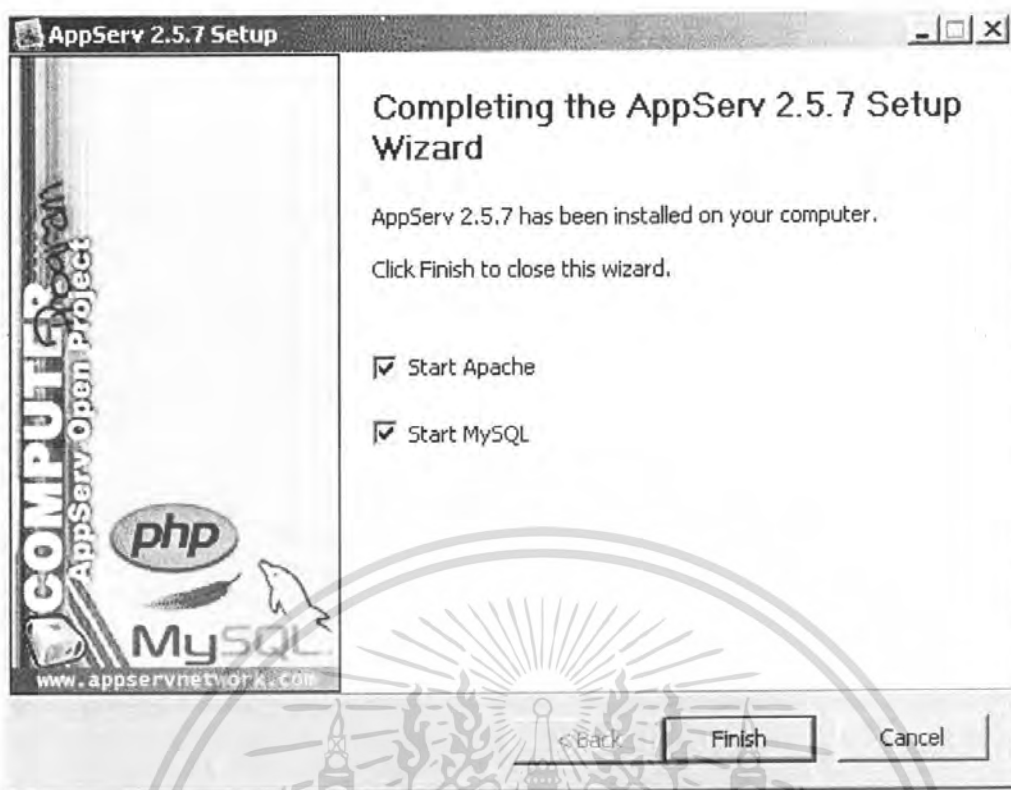 AppServ 2.5.7 Setup
Completing the AppServ 2.5.7 Setup
Wizard
AppServ 2.5.7 has been installed on your computer.
Click Finish to close this wizard.
Start Apache
Start MySQL
COMPUTER
Program
AppServ Open Project
php
MySQL
www.appservnetwork.com
< Back
Finish
Cancel